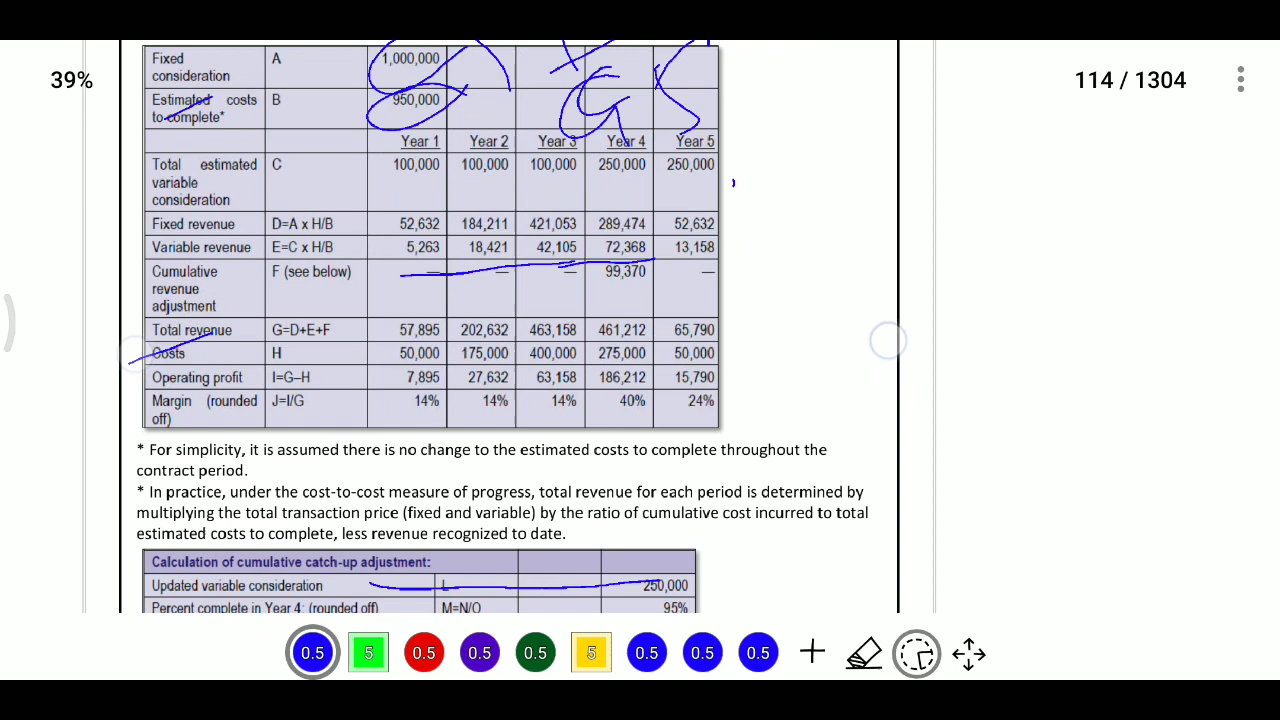 39%
114 / 1304
Fixed consideration A 1,000,000
Estimated costs to complete* B 950,000
Year 1 Year 2 Year 3 Year 4 Year 5
Total estimated variable consideration C 100,000 100,000 100,000 250,000 250,000
Fixed revenue D=A x H/B 52,632 184,211 421,053 289,474 52,632
Variable revenue E=C x H/B 5,263 18,421 42,105 72,368 13,158
Cumulative revenue adjustment F (see below) — — — 99,370 —
Total revenue G=D+E+F 57,895 202,632 463,158 461,212 65,790
Costs H 50,000 175,000 400,000 275,000 50,000
Operating profit I=G–H 7,895 27,632 63,158 186,212 15,790
Margin (rounded off) J=I/G 14% 14% 14% 40% 24%
* For simplicity, it is assumed there is no change to the estimated costs to complete throughout the
contract period.
* In practice, under the cost-to-cost measure of progress, total revenue for each period is determined by
multiplying the total transaction price (fixed and variable) by the ratio of cumulative cost incurred to total
estimated costs to complete, less revenue recognized to date.
Calculation of cumulative catch-up adjustment:
Updated variable consideration L 250,000
Percent complete in Year 4: (rounded off) M=N/O 95%
0.5 5 0.5 0.5 0.5 5 0.5 0.5 0.5